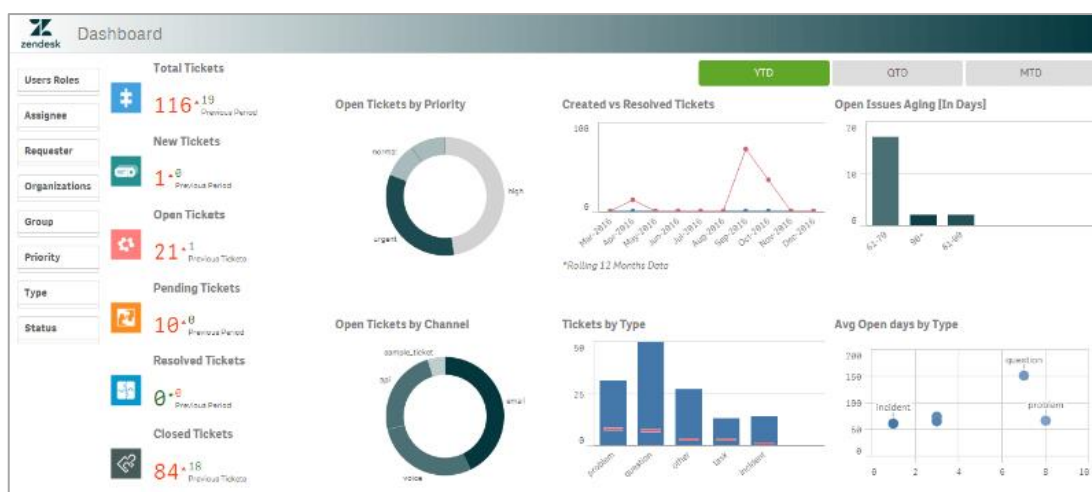 zendesk
Dashboard
Users Roles
Assignee
Requester
Organizations
Group
Priority
Type
Status
Total Tickets
116 19
Previous Period
New Tickets
1 0
Previous Period
Open Tickets
21 1
Previous Tickets
Pending Tickets
10 0
Previous Period
Resolved Tickets
0 0
Previous Period
Closed Tickets
84 18
Previous Tickets
YTD
QTD
MTD
Open Tickets by Priority
normal
high
urgent
Created vs Resolved Tickets
100
0
Mar-2016
Apr-2016
May-2016
Jun-2016
Jul-2016
Aug-2016
Sep-2016
Oct-2016
Nov-2016
Dec-2016
*Rolling 12 Months Data
Open Issues Aging [In Days]
20
10
0
61-70
90+
Open Tickets by Channel
sample_ticket
api
email
voice
Tickets by Type
50
25
0
problem
question
other
task
incident
Avg Open days by Type
200
150
100
50
0
question
incident
problem
0
2
4
6
8
10